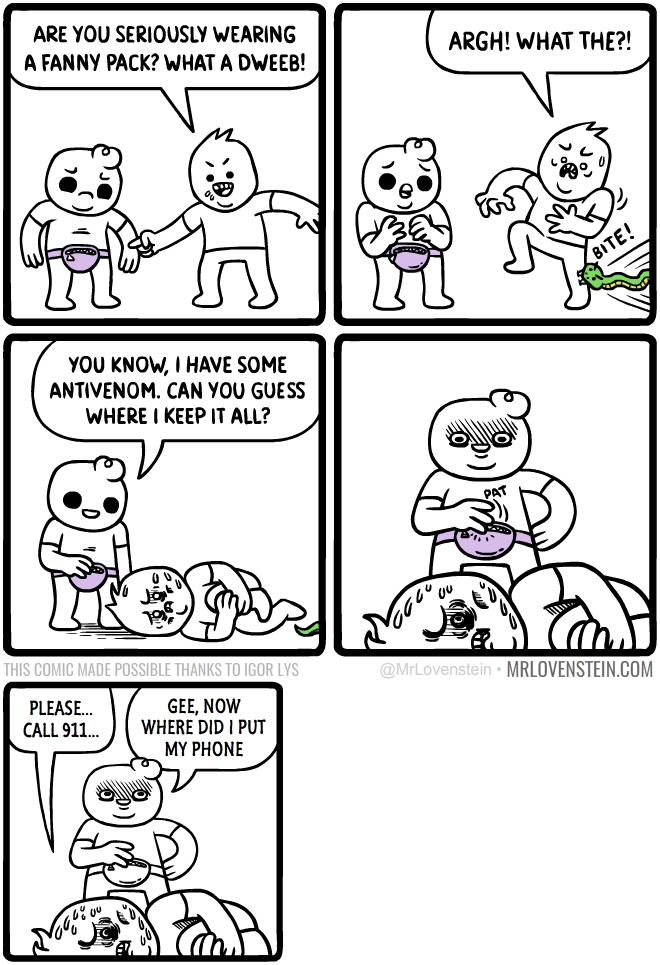 ARE YOU SERIOUSLY WEARING
A FANNY PACK? WHAT A DWEEB!
ARGH! WHAT THE?!
BITE!
YOU KNOW, I HAVE SOME
ANTIVENOM. CAN YOU GUESS
WHERE I KEEP IT ALL?
PAT
THIS COMIC MADE POSSIBLE THANKS TO IGOR LYS
@MrLovenstein • MRLOVENSTEIN.COM
PLEASE...
CALL 911...
GEE, NOW
WHERE DID I PUT
MY PHONE